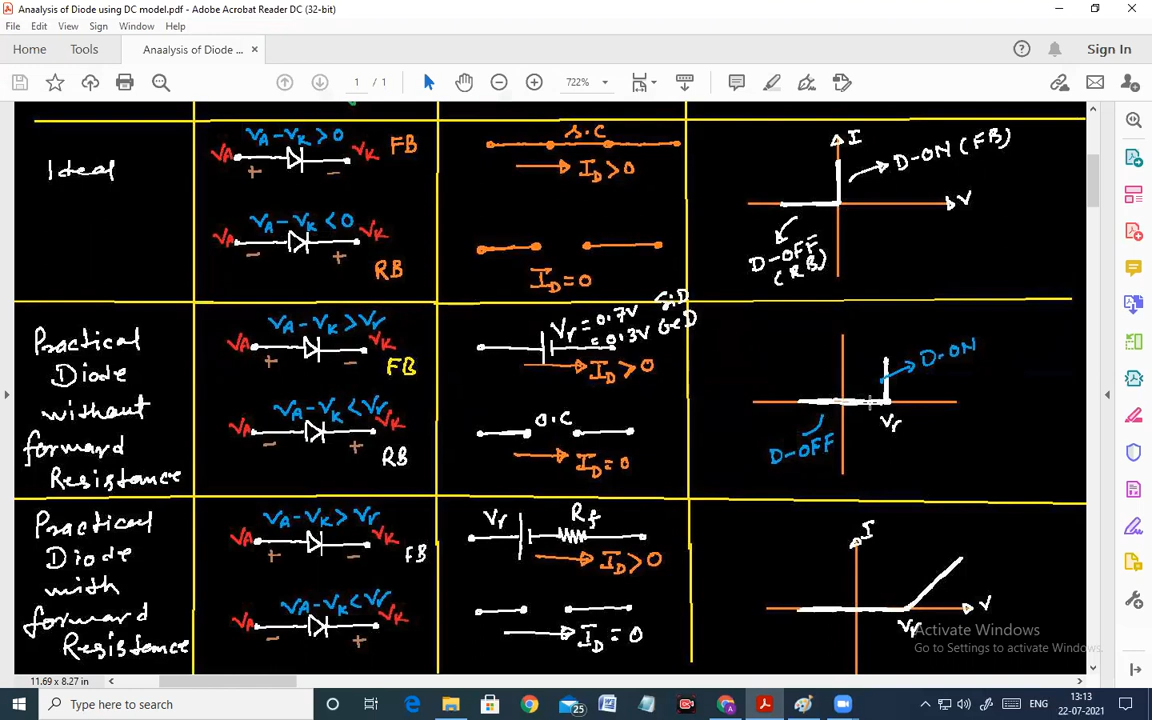 Anaalysis of Diode using DC model.pdf - Adobe Acrobat Reader DC (32-bit)
File Edit View Sign Window Help
Home Tools Anaalysis of Diode ... × Sign In
1 / 1 722%
Ideal
VA-VK>0
VA VK FB
+ -
S.C
ID>0
I
D-ON(FB)
V
VA-VK<0
VA VK
- + RB
ID=0
D-OFF
(RB)
Practical
Diode
without
forward
Resistance
VA-VK>Vr
VA VK
+ - FB
Vr=0.7V SiD
=0.3V GeD
ID>0
D-ON
Vr
D-OFF
VA-VK<Vr
VA VK
- + RB
O.C
ID=0
Practical
Diode
with
forward
Resistance
VA-VK>Vr
VA VK
+ - FB
Vr Rf
ID>0
I
V
Vr
VA-VK<Vr
VA VK
- +
ID=0
Activate Windows
Go to Settings to activate Windows.
11.69 x 8.27 in
Type here to search
25
ENG
13:13
22-07-2021